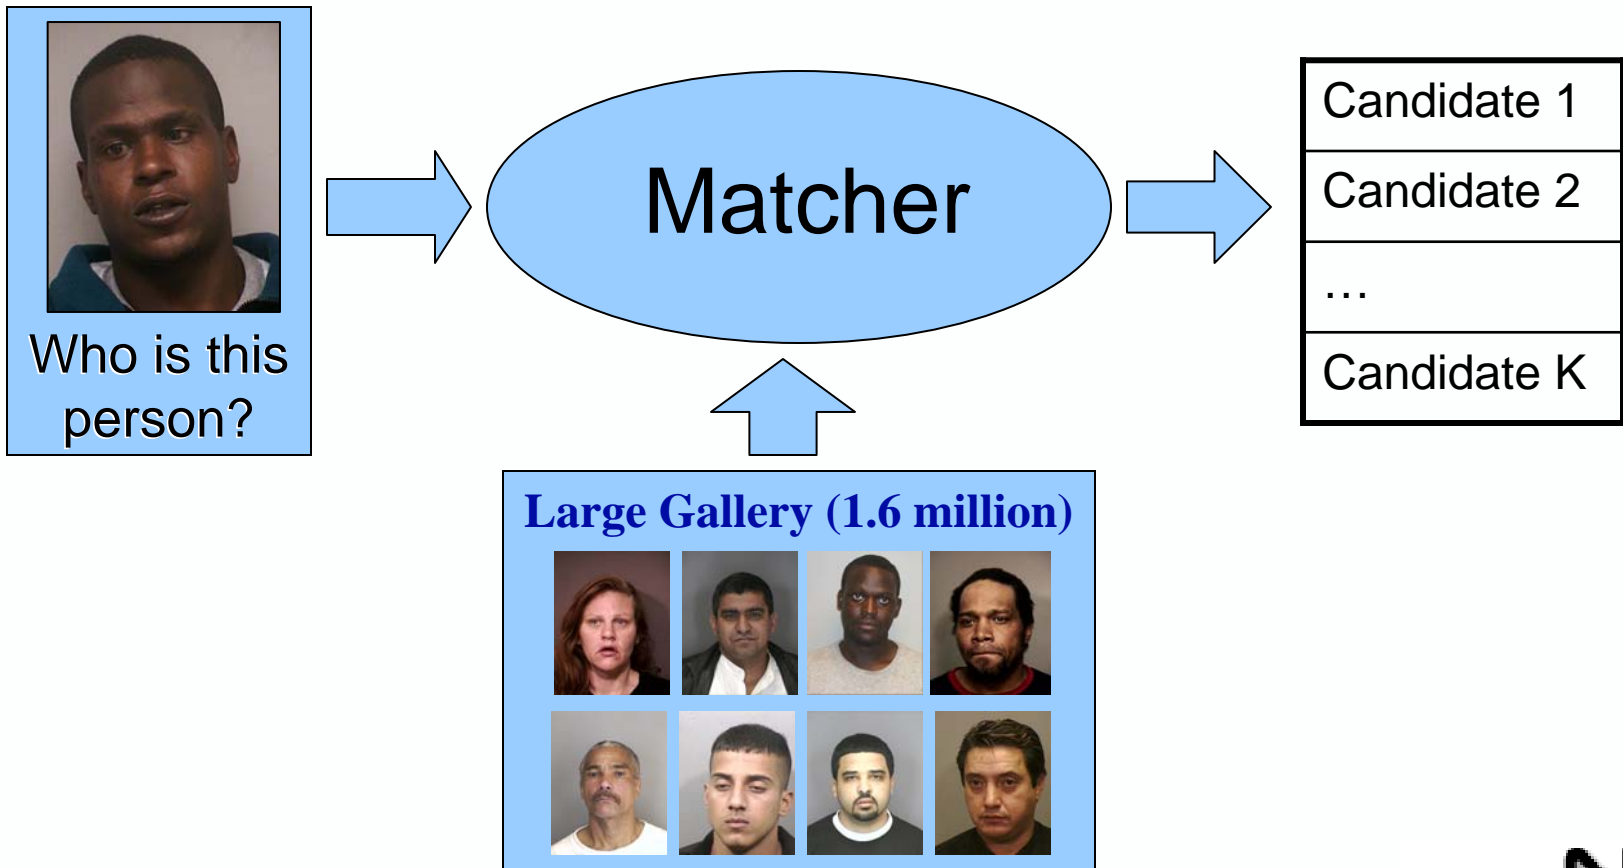 Who is this
person?
Matcher
Candidate 1
Candidate 2
…
Candidate K
Large Gallery (1.6 million)